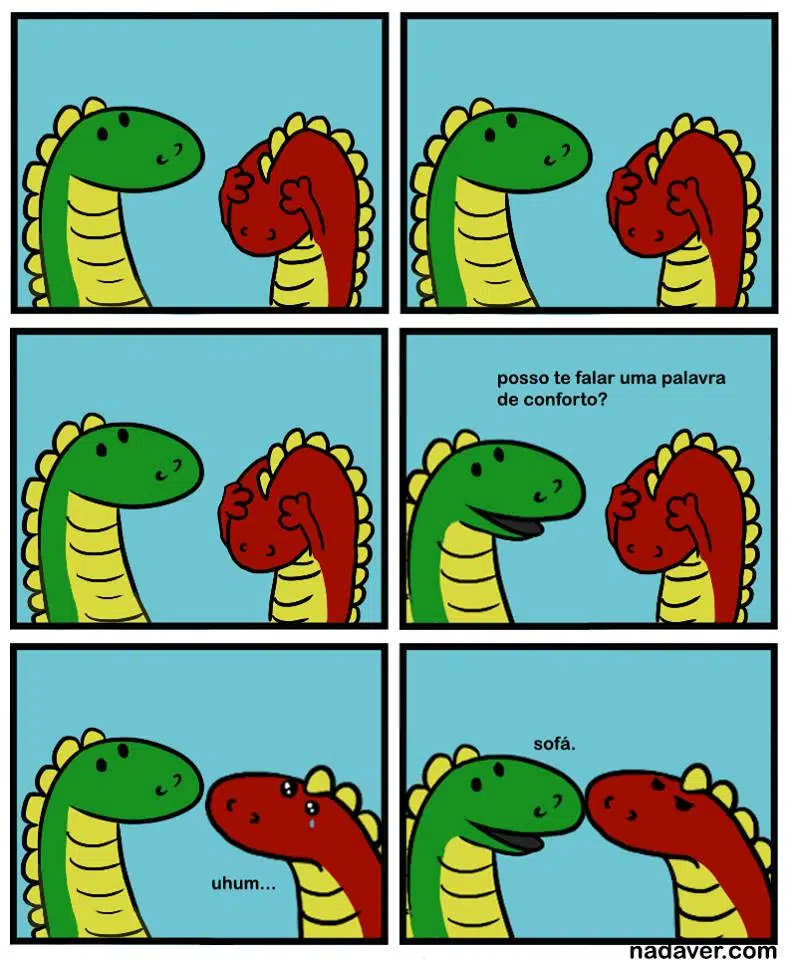 posso te falar uma palavra
de conforto?
uhum...
sofá.
nadaver.com